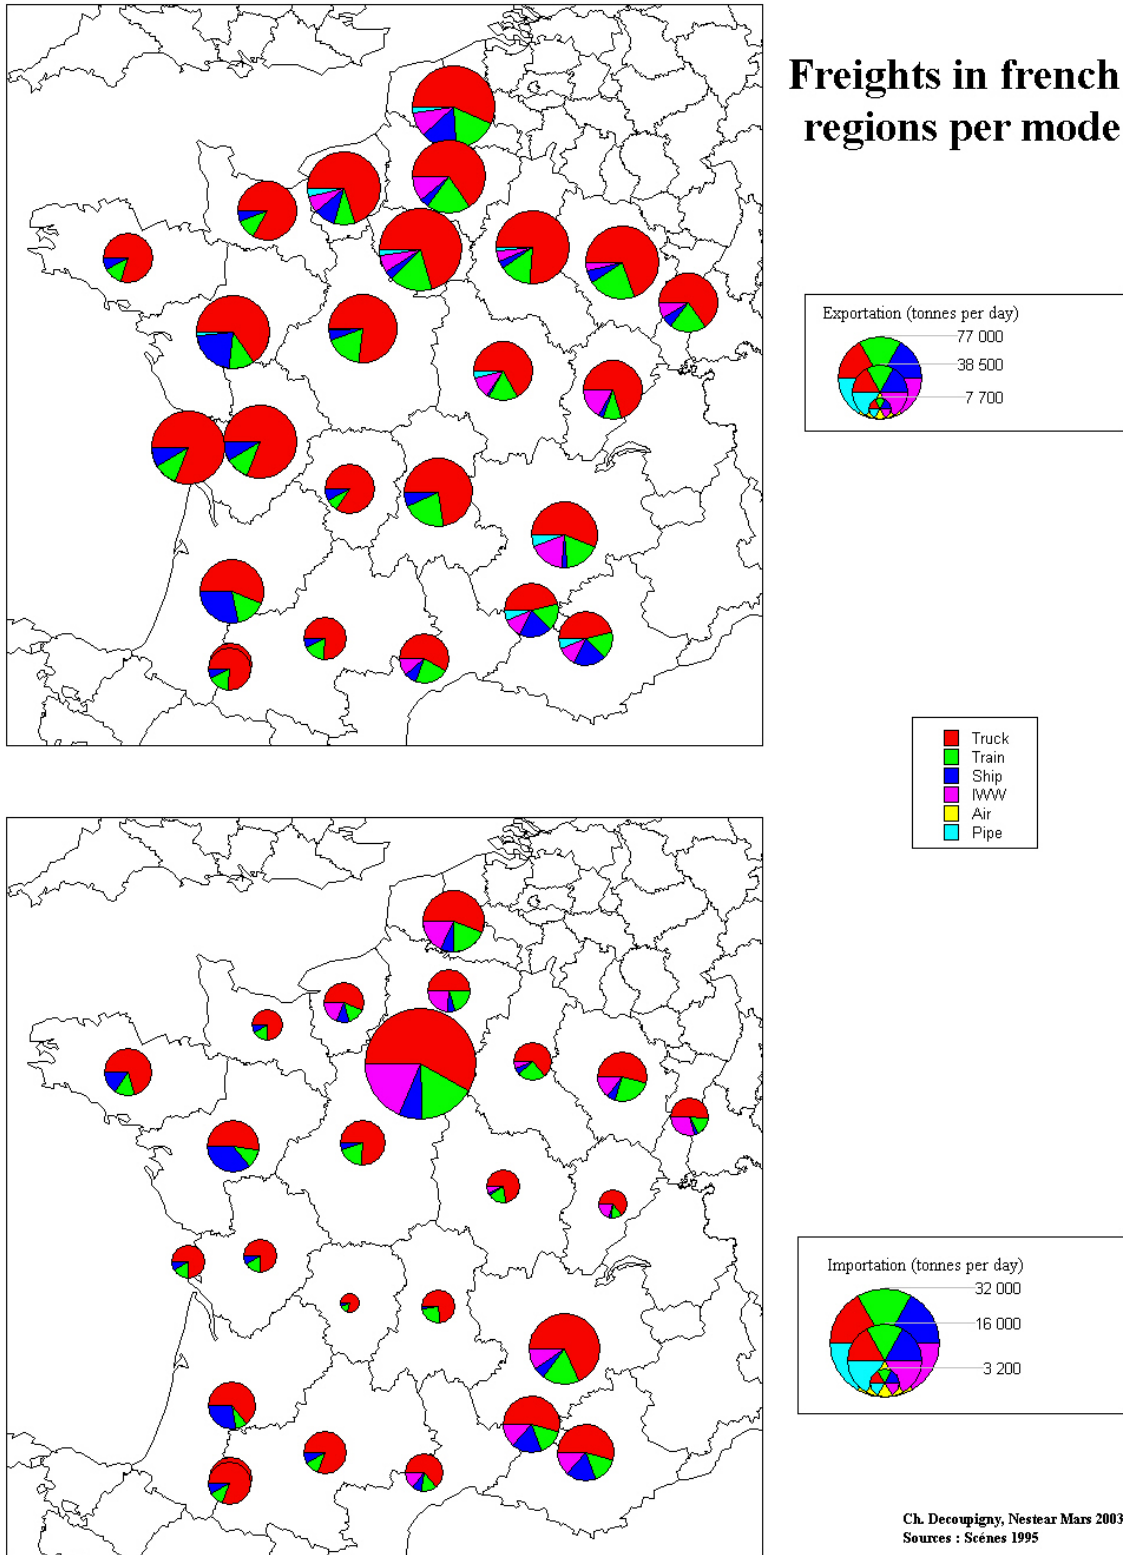 Freights in french
regions per mode
Exportation (tonnes per day)
77 000
38 500
7 700
Truck
Train
Ship
IWW
Air
Pipe
Importation (tonnes per day)
32 000
16 000
3 200
Ch. Decoupigny, Nestear Mars 2003
Sources : Scénes 1995